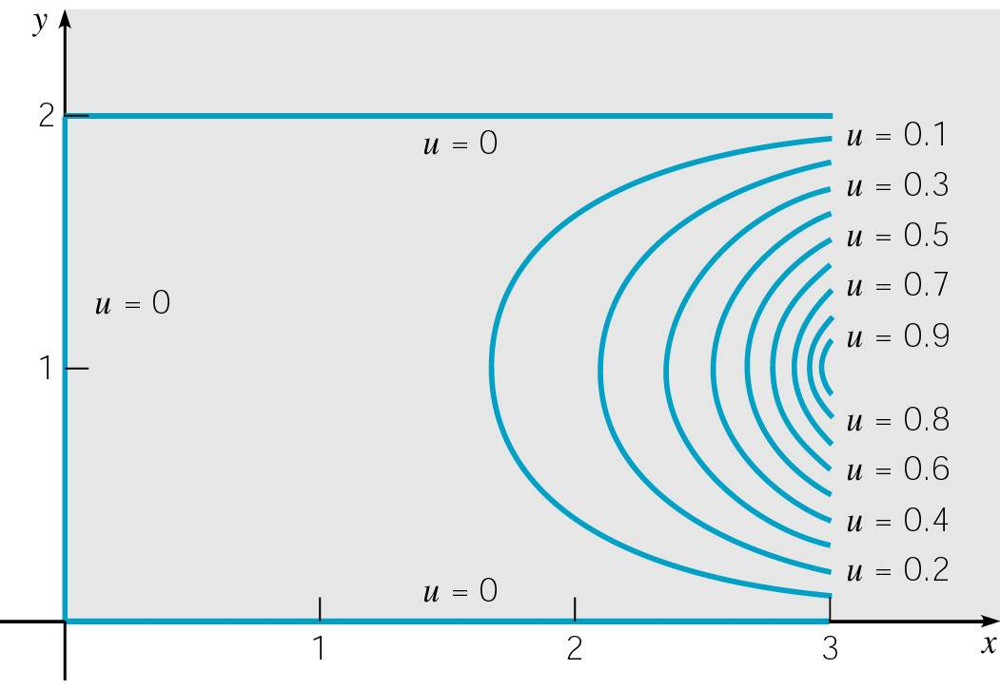 y
2
u = 0
u = 0.1
u = 0.3
u = 0.5
u = 0.7
u = 0
u = 0.9
1
u = 0.8
u = 0.6
u = 0.4
u = 0.2
u = 0
1
2
3
x